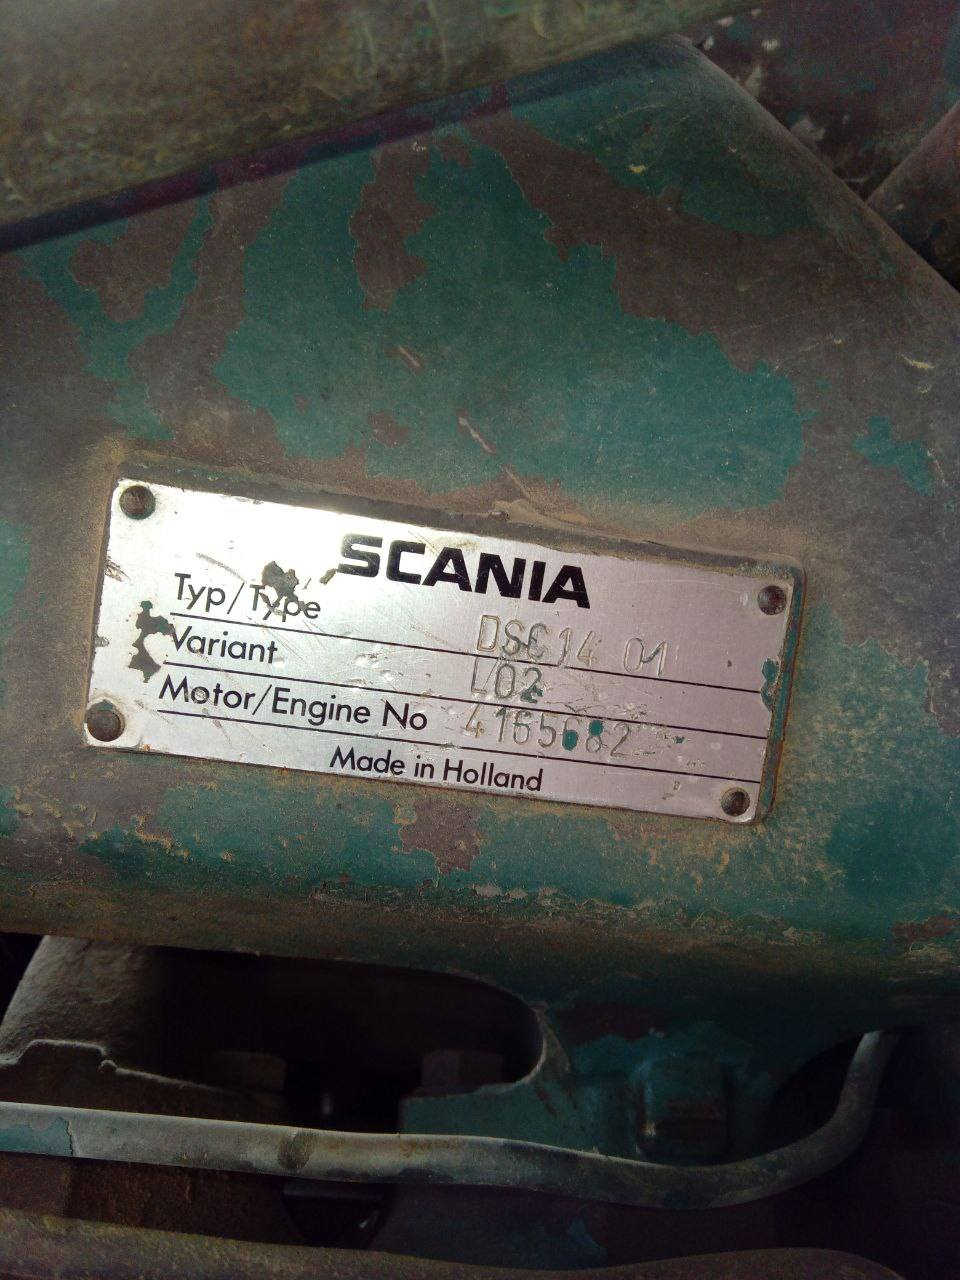 SCANIA
Typ/Type DSC14 01
Variant L02
Motor/Engine No 4165682
Made in Holland